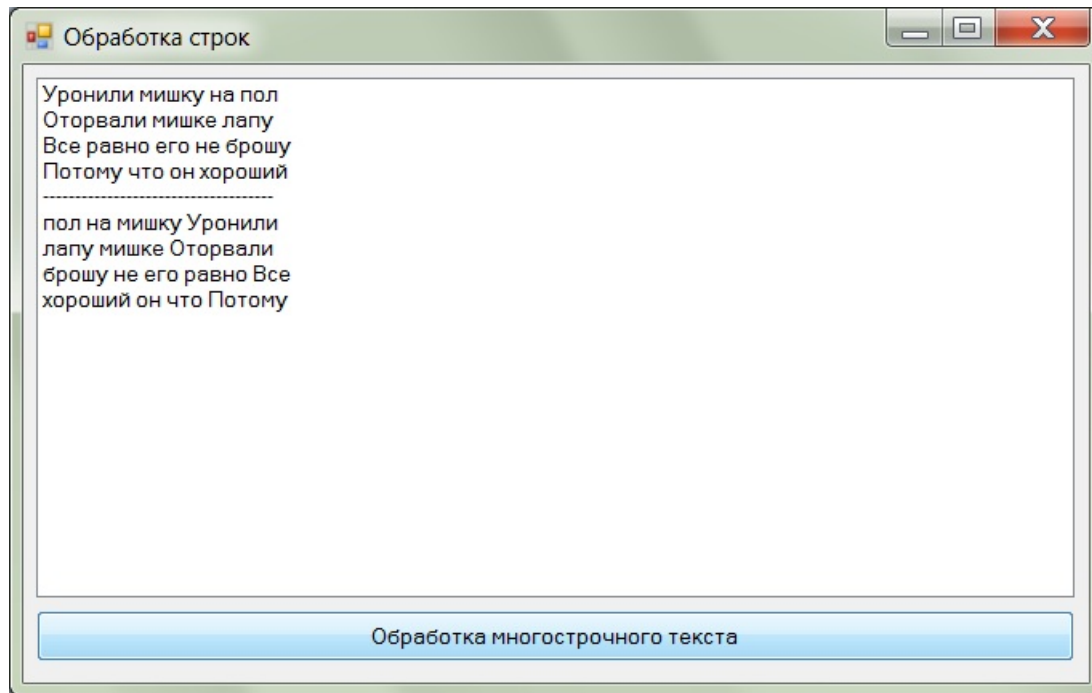 Обработка строк
Уронили мишку на пол
Оторвали мишке лапу
Все равно его не брошу
Потому что он хороший
------------------------------------
пол на мишку Уронили
лапу мишке Оторвали
брошу не его равно Все
хороший он что Потому
Обработка многострочного текста